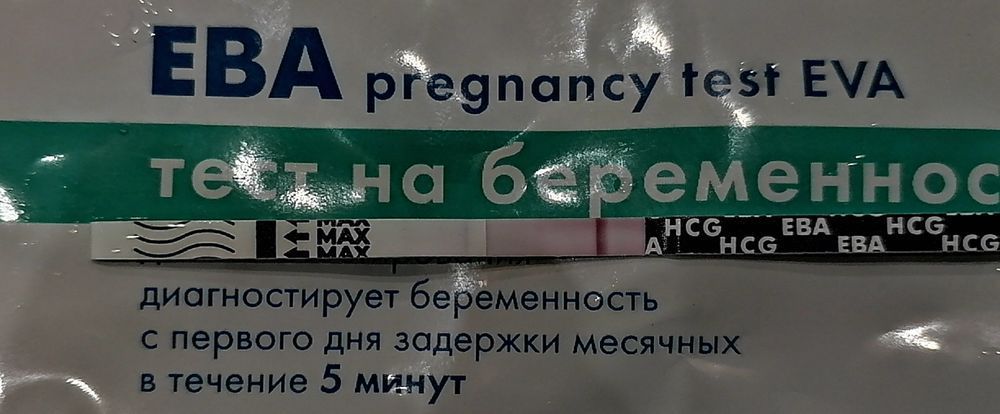 ЕВА pregnancy test EVA
тест на беременнос
MAX
MAX
MAX
HCG ЕВА HCG
А HCG ЕВА HCG
диагностирует беременность
с первого дня задержки месячных
в течение 5 минут